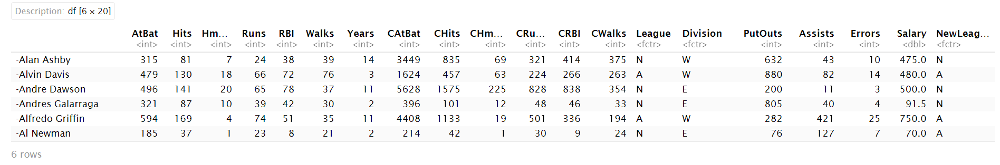 Description: df [6 × 20]
AtBat Hits Hm... Runs RBI Walks Years CAtBat CHits CHm... CRu... CRBI CWalks League Division PutOuts Assists Errors Salary NewLeag...
<int> <int> <int> <int> <int> <int> <int> <int> <int> <int> <int> <int> <int> <fctr> <fctr> <int> <int> <int> <dbl> <fctr>
-Alan Ashby 315 81 7 24 38 39 14 3449 835 69 321 414 375 N W 632 43 10 475.0 N
-Alvin Davis 479 130 18 66 72 76 3 1624 457 63 224 266 263 A W 880 82 14 480.0 A
-Andre Dawson 496 141 20 65 78 37 11 5628 1575 225 828 838 354 N E 200 11 3 500.0 N
-Andres Galarraga 321 87 10 39 42 30 2 396 101 12 48 46 33 N E 805 40 4 91.5 N
-Alfredo Griffin 594 169 4 74 51 35 11 4408 1133 19 501 336 194 A W 282 421 25 750.0 A
-Al Newman 185 37 1 23 8 21 2 214 42 1 30 9 24 N E 76 127 7 70.0 A
6 rows